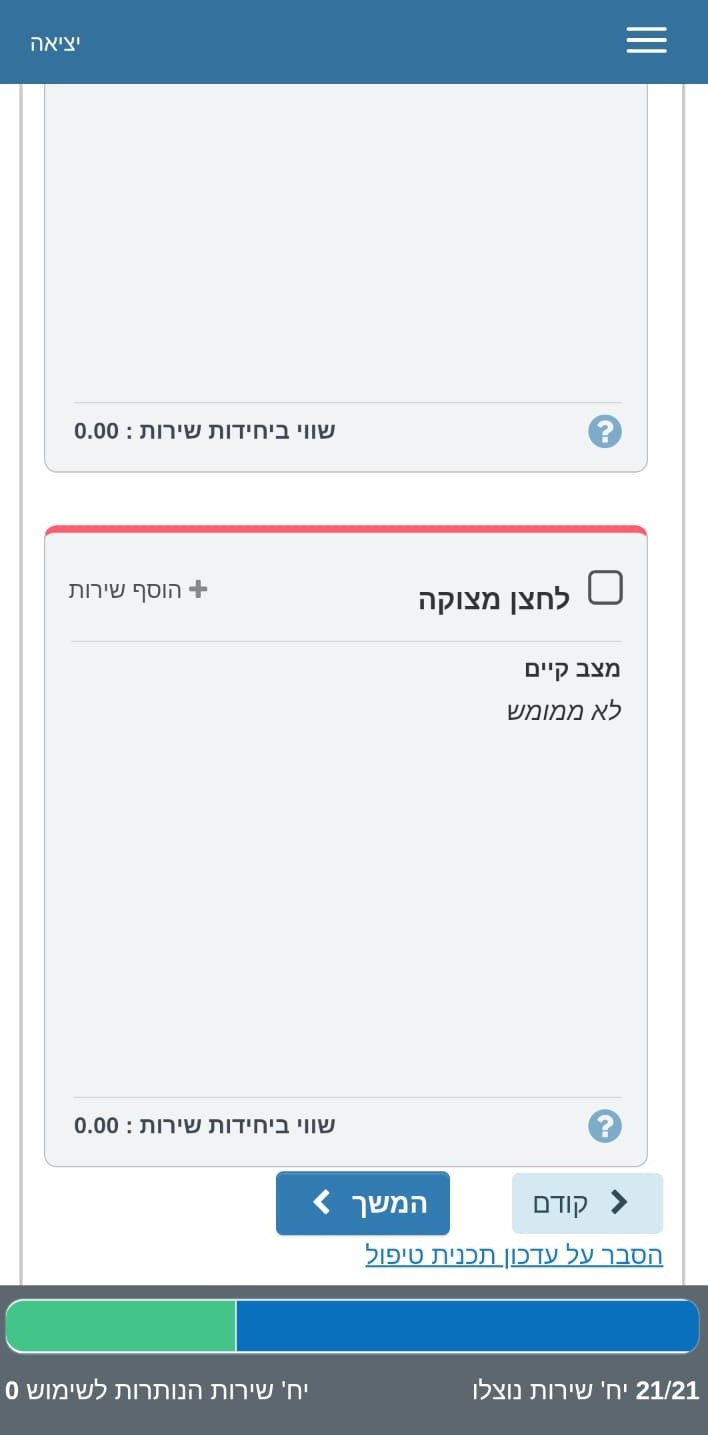 יציאה
שווי ביחידות שירות : 0.00
?
לחצן מצוקה
+ הוסף שירות
מצב קיים
לא ממומש
שווי ביחידות שירות : 0.00
?
קודם
המשך
הסבר על עדכון תכנית טיפול
21/21 יח' שירות נוצלו
יח' שירות הנותרות לשימוש 0